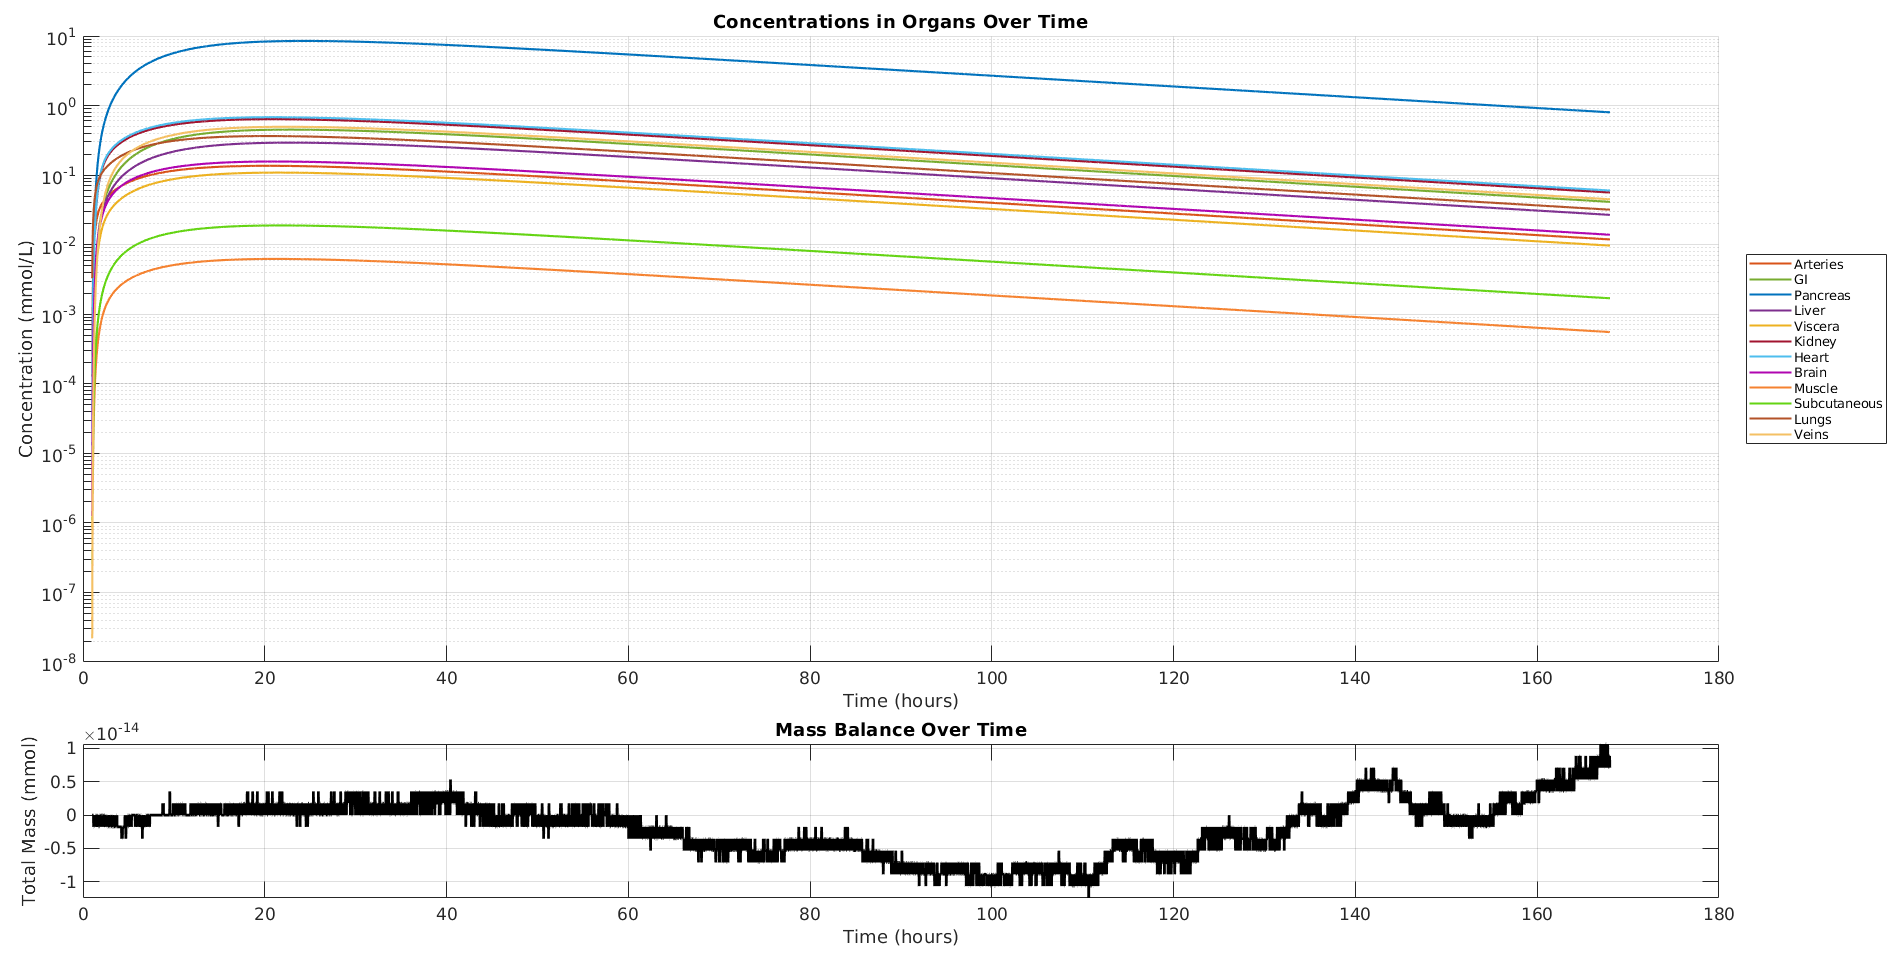 Concentrations in Organs Over Time
Concentration (mmol/L)
10^1
10^0
10^-1
10^-2
10^-3
10^-4
10^-5
10^-6
10^-7
10^-8
0 20 40 60 80 100 120 140 160 180
Time (hours)
Arteries
GI
Pancreas
Liver
Viscera
Kidney
Heart
Brain
Muscle
Subcutaneous
Lungs
Veins
Mass Balance Over Time
×10^-14
Total Mass (mmol)
1
0.5
0
-0.5
-1
0 20 40 60 80 100 120 140 160 180
Time (hours)